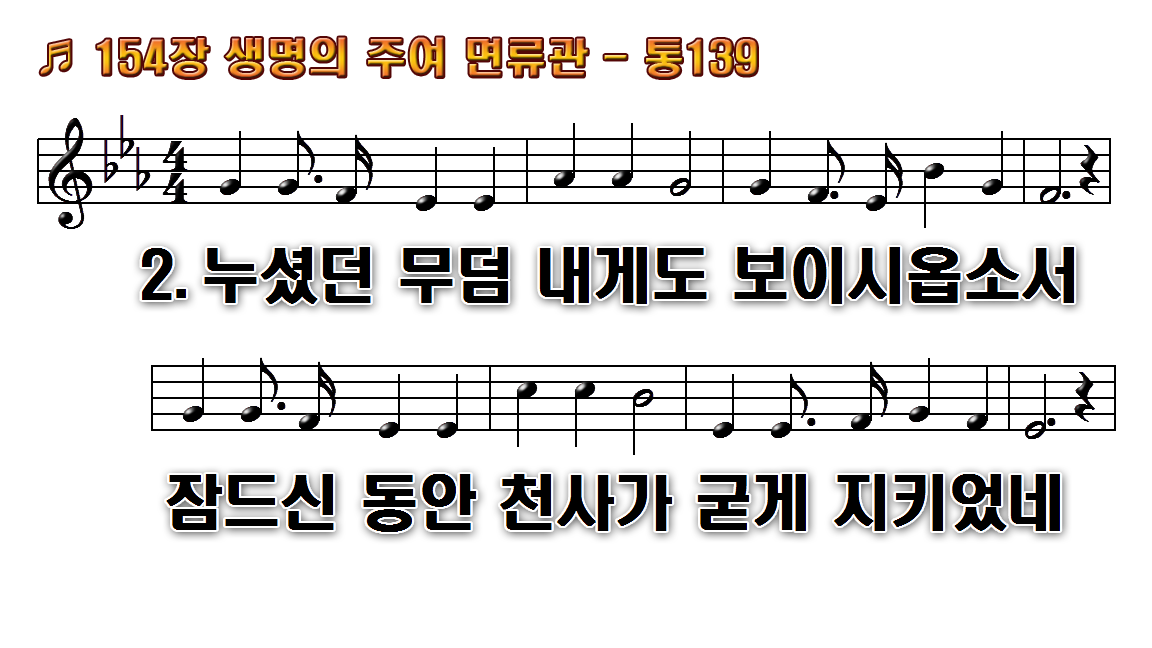 ♬ 154장 생명의 주여 면류관 - 통139
2. 누셨던 무덤 내게도 보이시옵소서
잠드신 동안 천사가 굳게 지키었네